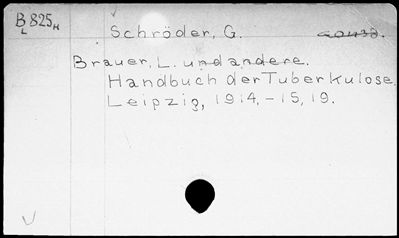 B 825 H
L
Schröder, G.
Brauer, L. und andere.
Handbuch der Tuberkulose.
Leipzig, 1914,-15, 19.